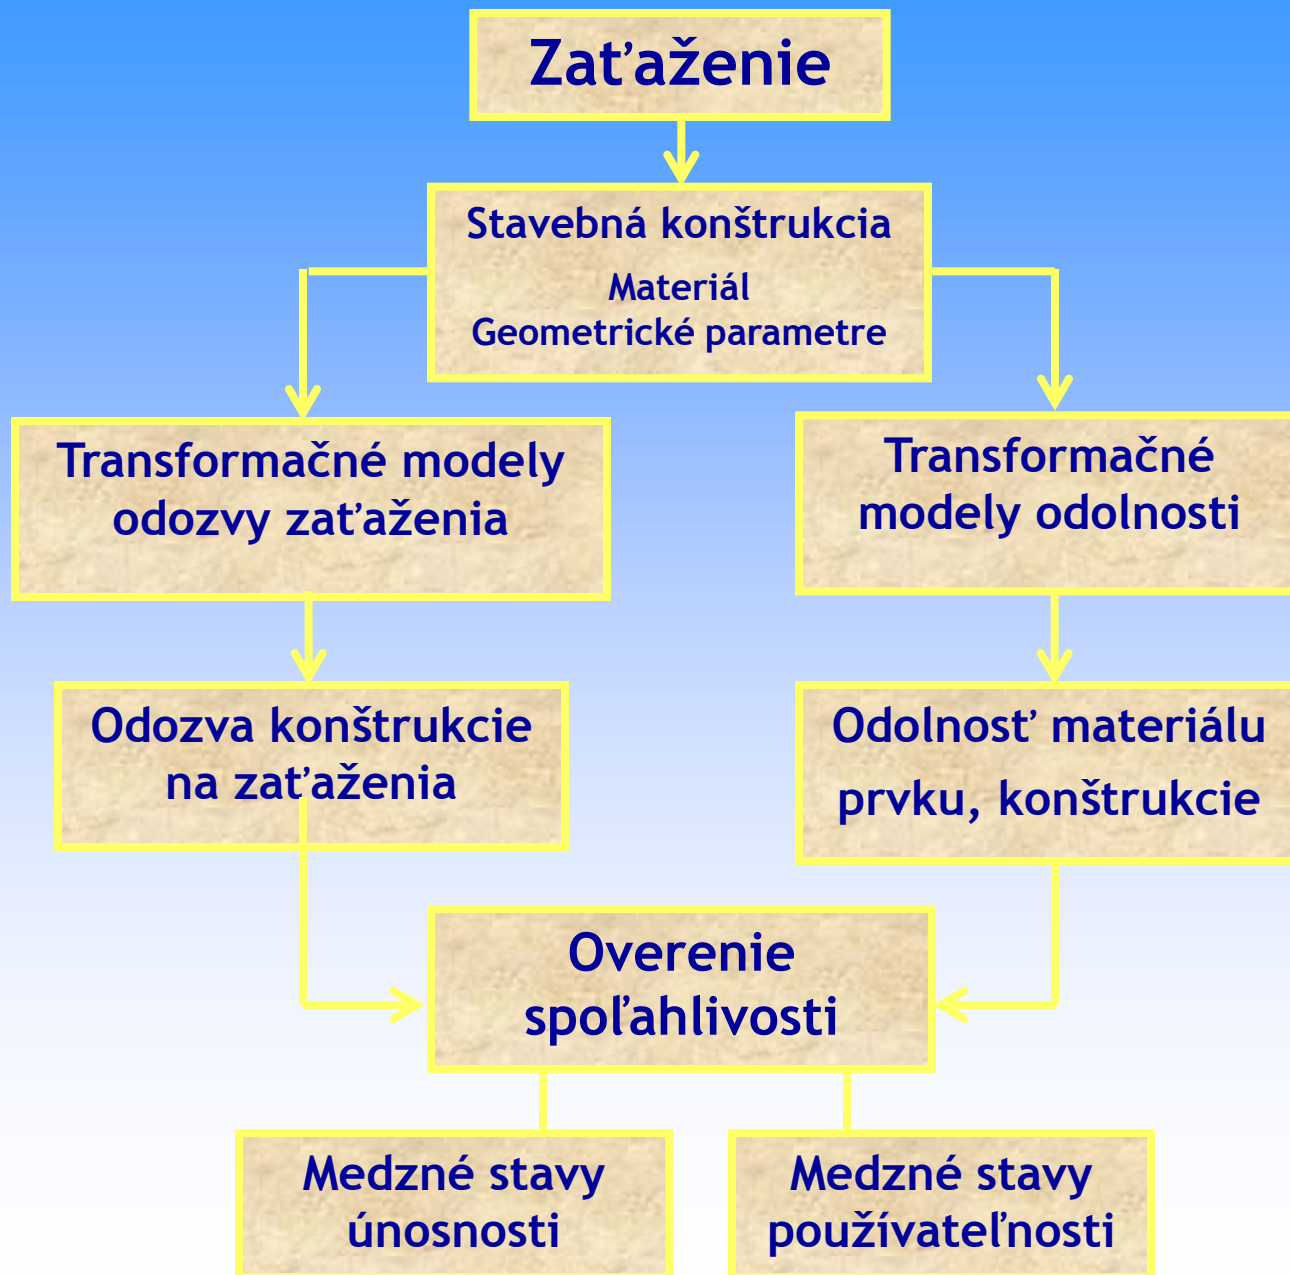 Zaťaženie
Stavebná konštrukcia
Materiál
Geometrické parametre
Transformačné modely
odozvy zaťaženia
Transformačné
modely odolnosti
Odozva konštrukcie
na zaťaženia
Odolnosť materiálu
prvku, konštrukcie
Overenie
spoľahlivosti
Medzné stavy
únosnosti
Medzné stavy
používateľnosti